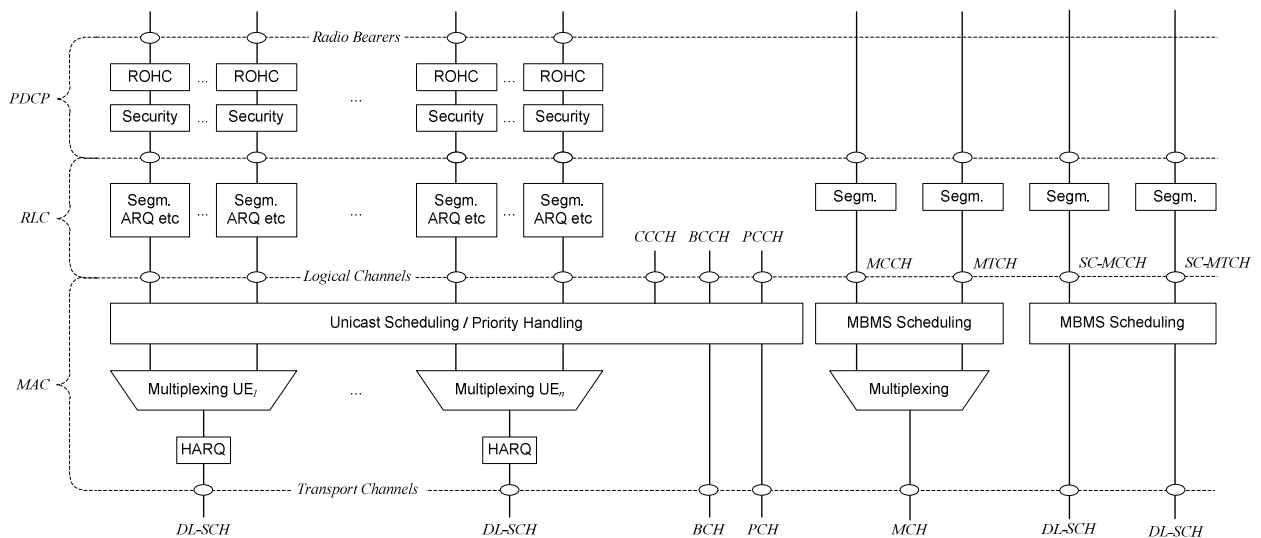 Radio Bearers
ROHC ... ROHC ROHC ... ROHC
PDCP ...
Security ... Security Security ... Security
Segm. Segm. Segm. Segm.
Segm. ARQ etc ... Segm. ARQ etc ... Segm. ARQ etc ... Segm. ARQ etc
RLC
CCCH BCCH PCCH
MCCH MTCH SC-MCCH SC-MTCH
Logical Channels
Unicast Scheduling / Priority Handling MBMS Scheduling MBMS Scheduling
MAC
Multiplexing UE1 ... Multiplexing UEn Multiplexing
HARQ HARQ
Transport Channels
DL-SCH DL-SCH BCH PCH MCH DL-SCH DL-SCH